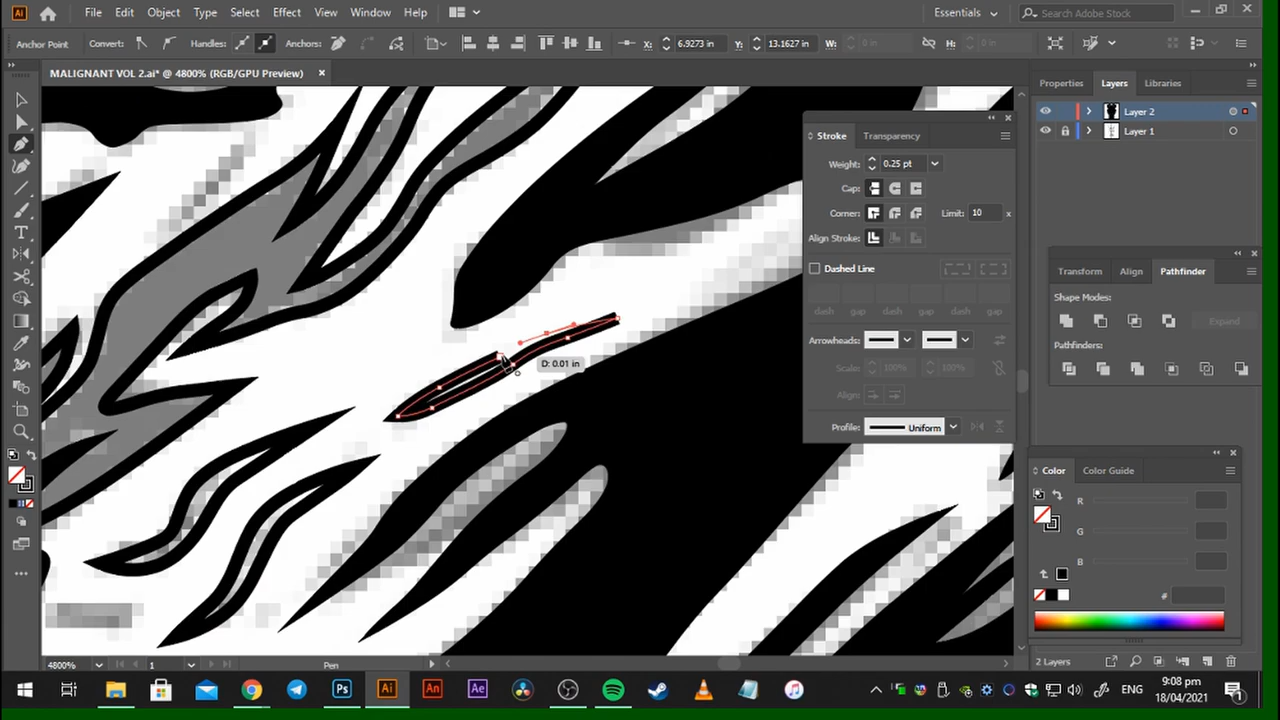 Ai File Edit Object Type Select Effect View Window Help Essentials Search Adobe Stock
Anchor Point Convert: Handles: Anchors: X: 6.9273 in Y: 13.1627 in W: 0 in H: 0 in
MALIGNANT VOL 2.ai* @ 4800% (RGB/GPU Preview) ×
Properties Layers Libraries
Layer 2
Layer 1
Stroke Transparency
Weight: 0.25 pt
Cap:
Corner: Limit: 10 x
Align Stroke:
Dashed Line
dash gap dash gap dash gap
Arrowheads:
Scale: 100% 100%
Align:
Profile: Uniform
Transform Align Pathfinder
Shape Modes:
Expand
Pathfinders:
D: 0.01 in
Color Color Guide
R
G
B
#
4800% 1 Pen
2 Layers
Ps Ai An Ae ENG 9:08 pm
18/04/2021 1